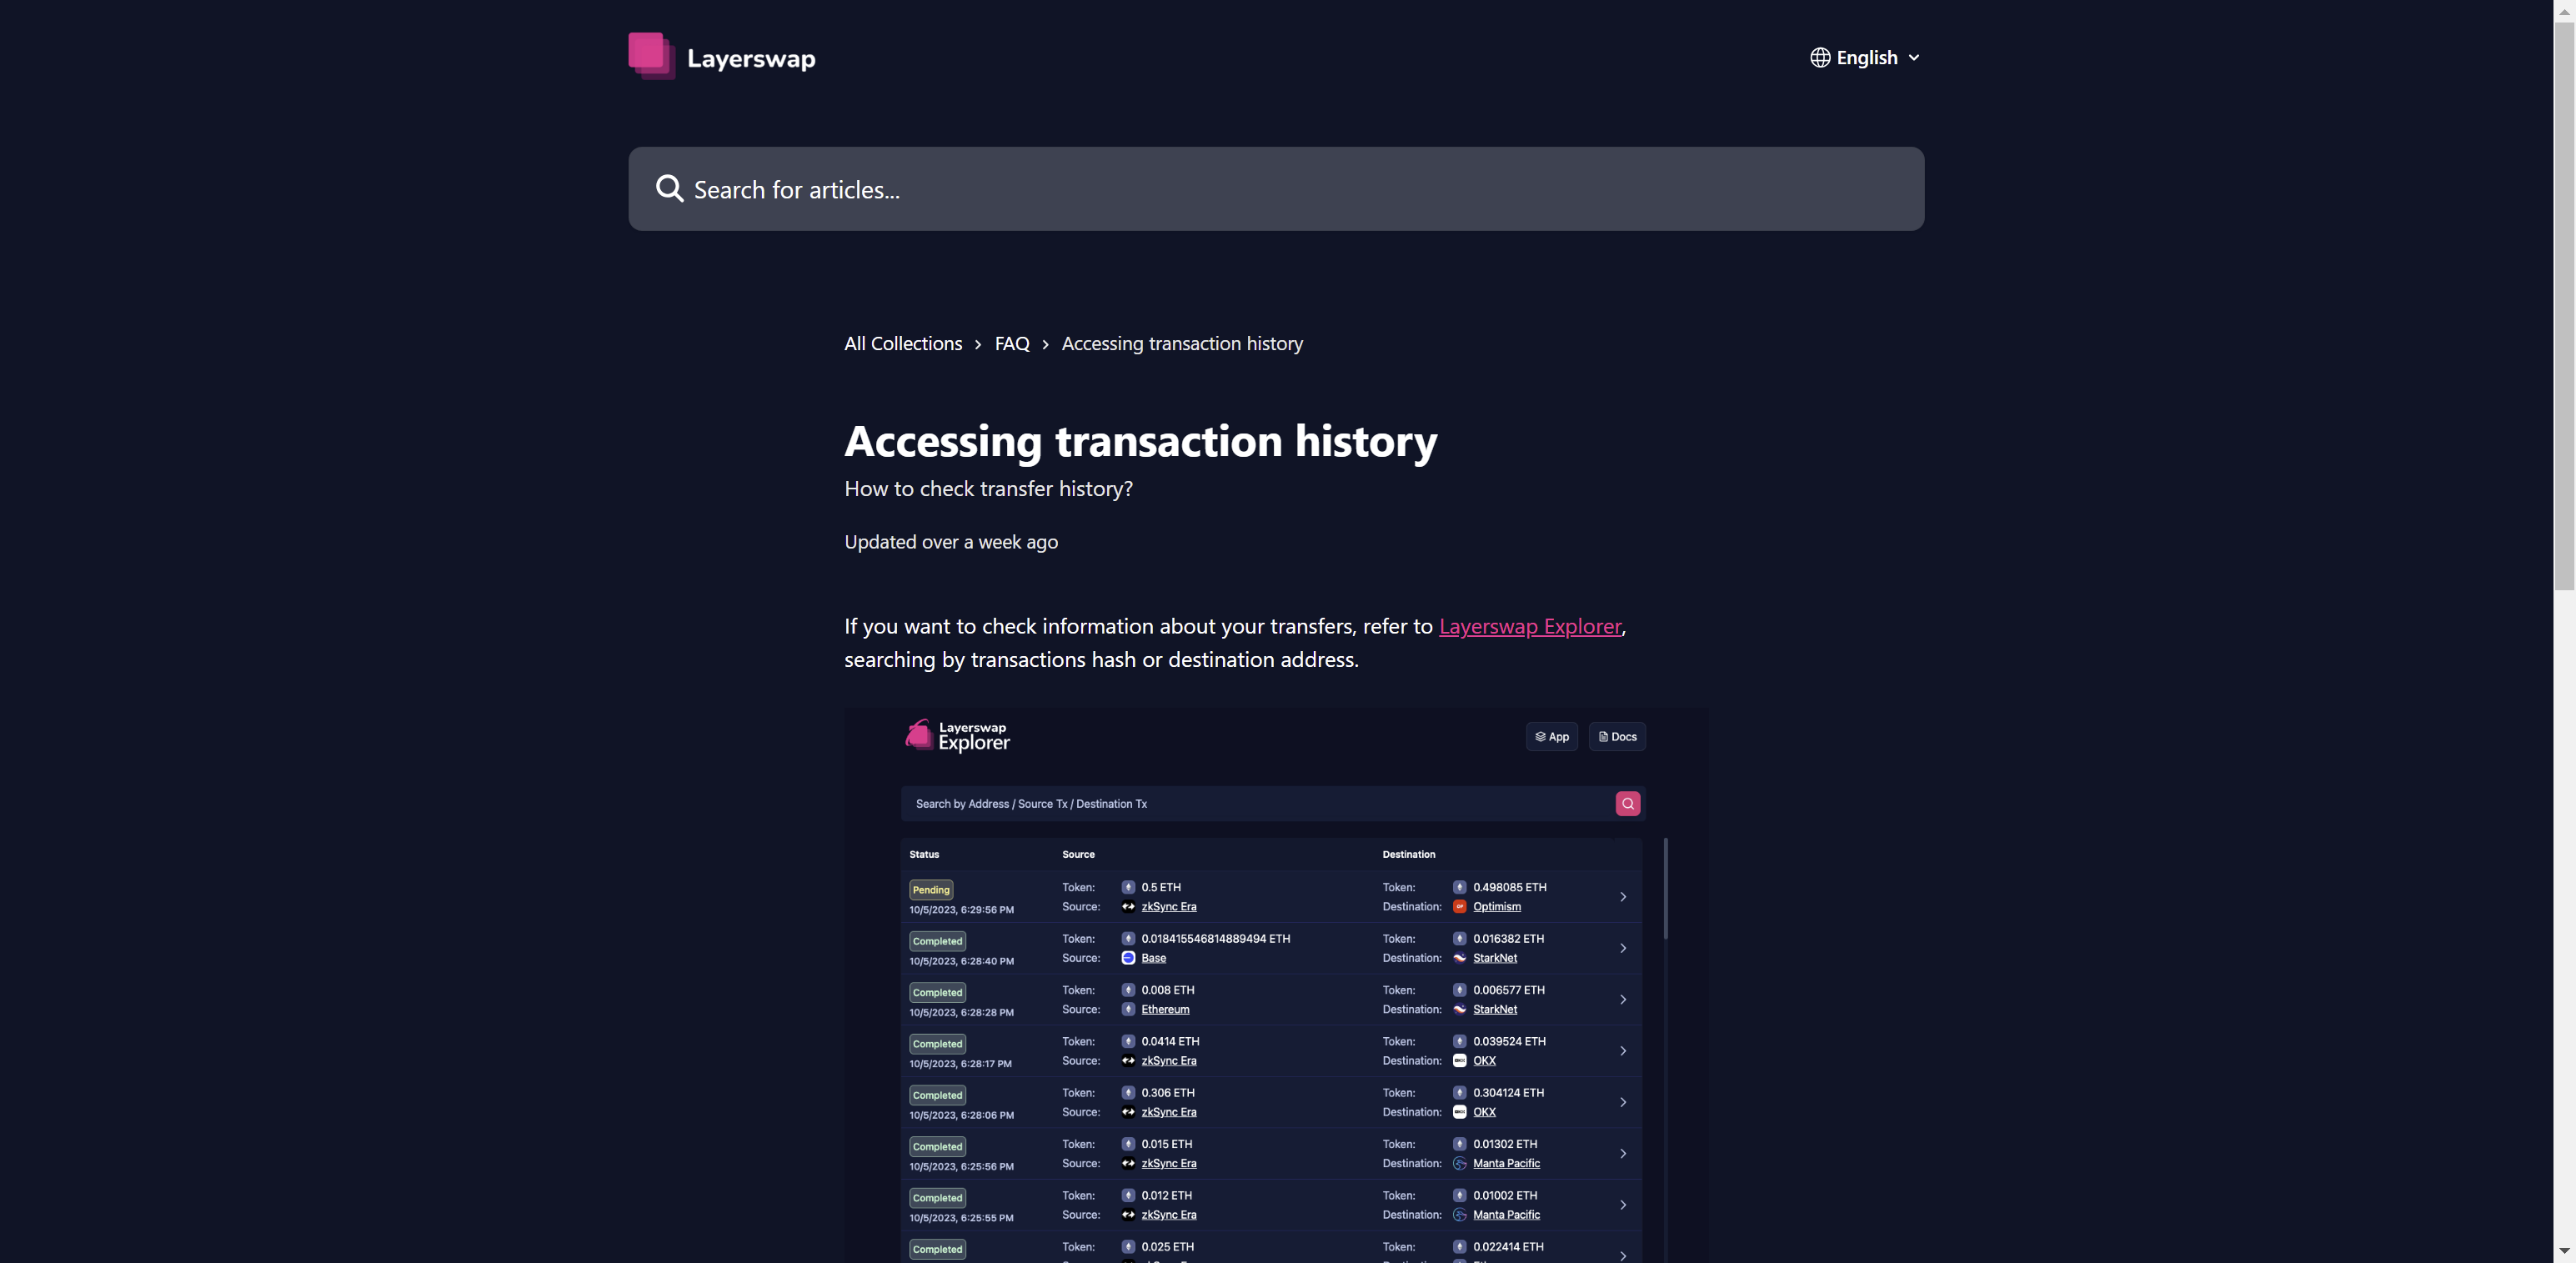 Layerswap
English
Search for articles...
All Collections > FAQ > Accessing transaction history
Accessing transaction history
How to check transfer history?
Updated over a week ago
If you want to check information about your transfers, refer to Layerswap Explorer,
searching by transactions hash or destination address.
Layerswap
Explorer
App Docs
Search by Address / Source Tx / Destination Tx
Status Source Destination
Pending
10/5/2023, 6:29:56 PM
Token: 0.5 ETH
Source: zkSync Era
Token: 0.498085 ETH
Destination: Optimism
Completed
10/5/2023, 6:28:40 PM
Token: 0.018415546814889494 ETH
Source: Base
Token: 0.016382 ETH
Destination: StarkNet
Completed
10/5/2023, 6:28:28 PM
Token: 0.008 ETH
Source: Ethereum
Token: 0.006577 ETH
Destination: StarkNet
Completed
10/5/2023, 6:28:17 PM
Token: 0.0414 ETH
Source: zkSync Era
Token: 0.039524 ETH
Destination: OKX
Completed
10/5/2023, 6:28:06 PM
Token: 0.306 ETH
Source: zkSync Era
Token: 0.304124 ETH
Destination: OKX
Completed
10/5/2023, 6:25:56 PM
Token: 0.015 ETH
Source: zkSync Era
Token: 0.01302 ETH
Destination: Manta Pacific
Completed
10/5/2023, 6:25:55 PM
Token: 0.012 ETH
Source: zkSync Era
Token: 0.01002 ETH
Destination: Manta Pacific
Completed
Token: 0.025 ETH
Token: 0.022414 ETH